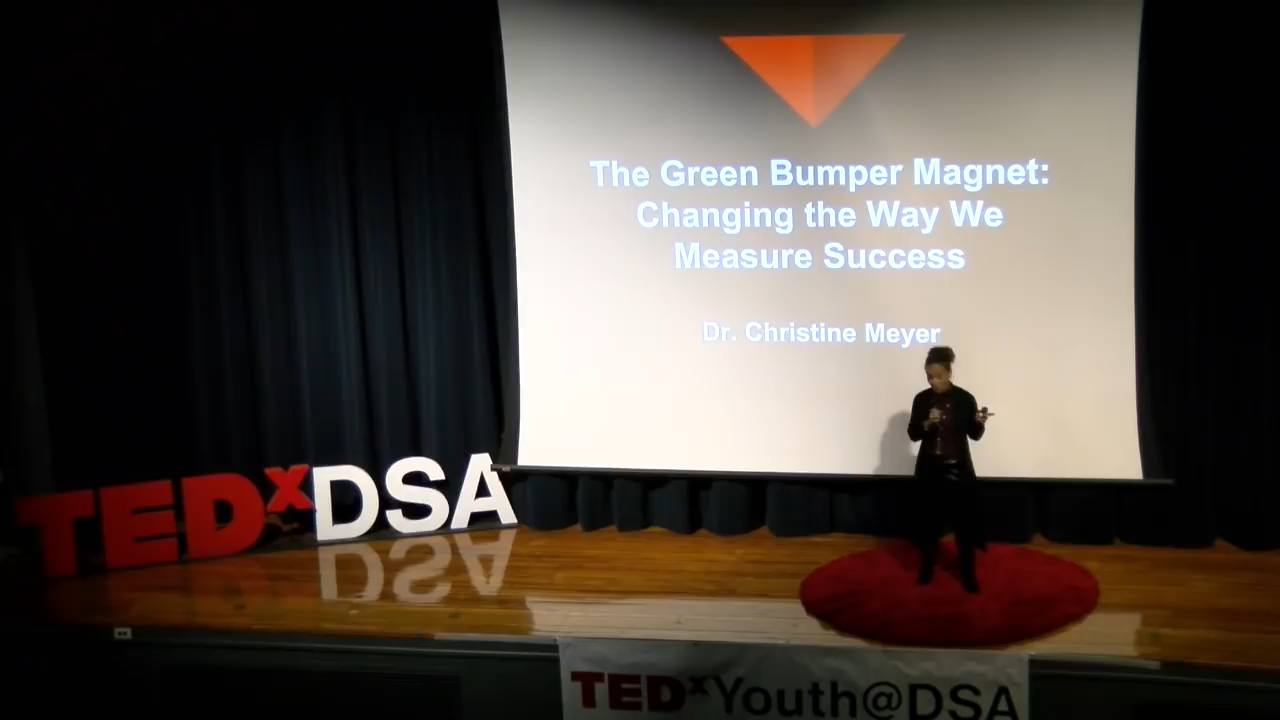 The Green Bumper Magnet:
Changing the Way We
Measure Success
Dr. Christine Meyer
TEDxDSA
TEDxYouth@DSA